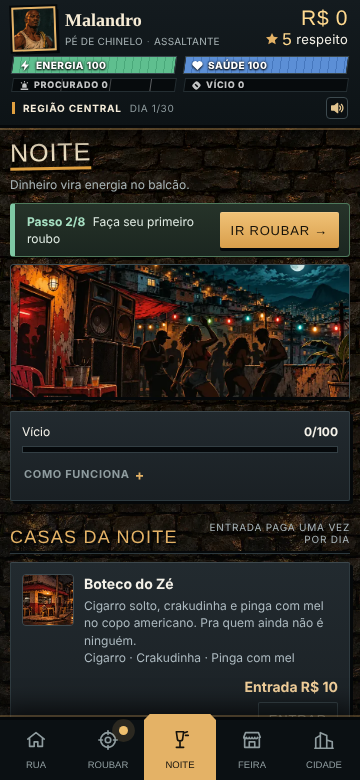 Malandro
R$ 0
PÉ DE CHINELO · ASSALTANTE
5 respeito
ENERGIA 100
SAÚDE 100
PROCURADO 0
VÍCIO 0
REGIÃO CENTRAL DIA 1/30
NOITE
Dinheiro vira energia no balcão.
Passo 2/8 Faça seu primeiro
roubo
IR ROUBAR →
Vício
0/100
COMO FUNCIONA +
CASAS DA NOITE
ENTRADA PAGA UMA VEZ
POR DIA
Boteco do Zé
Cigarro solto, crakudinha e pinga com mel
no copo americano. Pra quem ainda não é
ninguém.
Cigarro · Crakudinha · Pinga com mel
Entrada R$ 10
ENTRAR
RUA
ROUBAR
NOITE
FEIRA
CIDADE